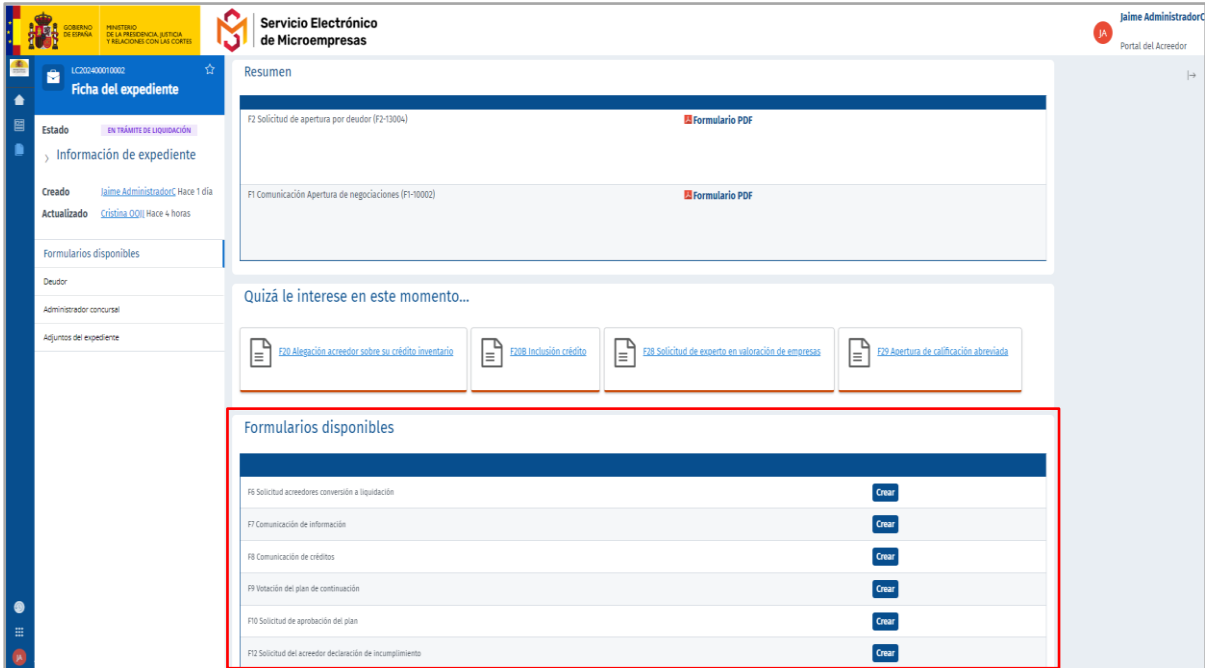 GOBIERNO
DE ESPAÑA
MINISTERIO
DE LA PRESIDENCIA, JUSTICIA
Y RELACIONES CON LAS CORTES
Servicio Electrónico
de Microempresas
Jaime AdministradorC
JA
Portal del Acreedor
LC202400010002
Ficha del expediente
Estado EN TRÁMITE DE LIQUIDACIÓN
Información de expediente
Creado Jaime AdministradorC Hace 1 día
Actualizado Cristina OOJJ Hace 4 horas
Formularios disponibles
Deudor
Administrador concursal
Adjuntos del expediente
JA
Resumen
F2 Solicitud de apertura por deudor (F2-13004) Formulario PDF
F1 Comunicación Apertura de negociaciones (F1-10002) Formulario PDF
Quizá le interese en este momento...
F20 Alegación acreedor sobre su crédito inventario
F20B Inclusión crédito
F28 Solicitud de experto en valoración de empresas
F29 Apertura de calificación abreviada
Formularios disponibles
F6 Solicitud acreedores conversión a liquidación Crear
F7 Comunicación de información Crear
F8 Comunicación de créditos Crear
F9 Votación del plan de continuación Crear
F10 Solicitud de aprobación del plan Crear
F12 Solicitud del acreedor declaración de incumplimiento Crear